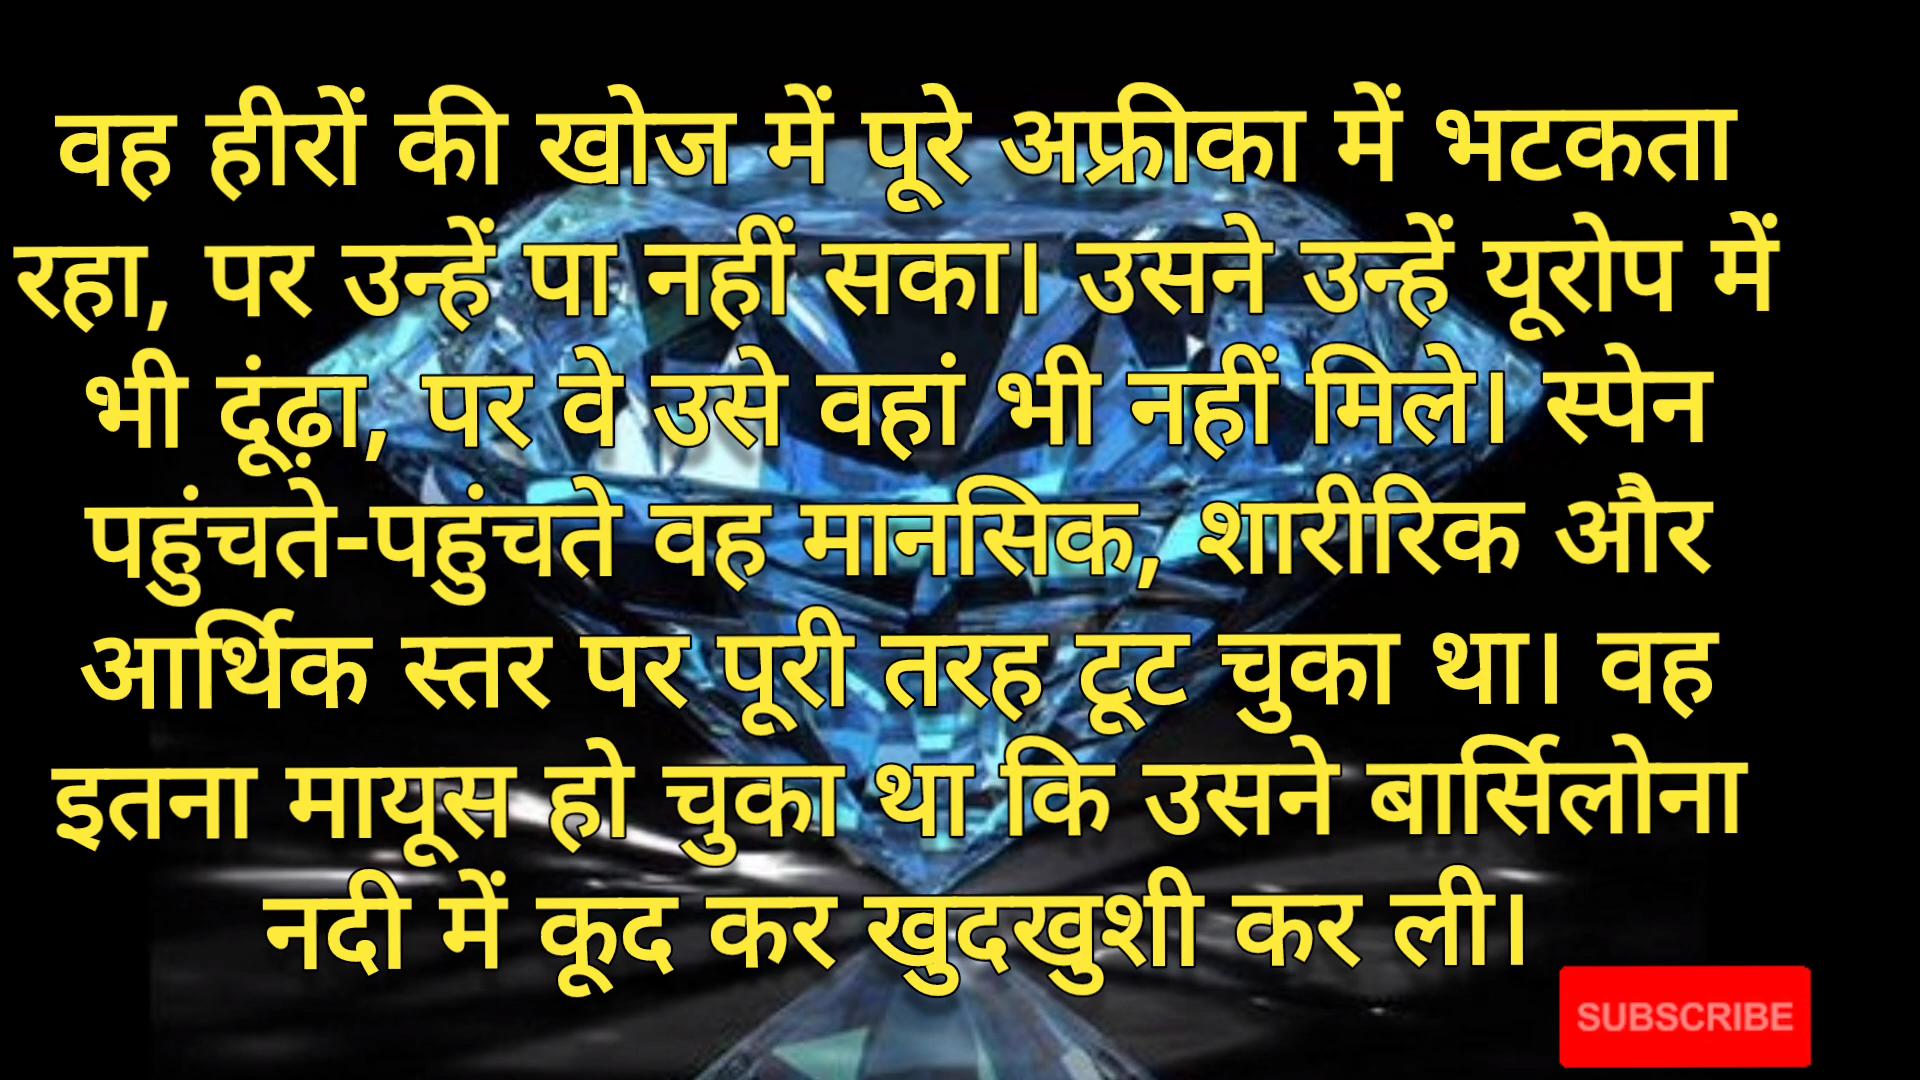 वह हीरों की खोज में पूरे अफ्रीका में भटकता
रहा, पर उन्हें पा नहीं सका। उसने उन्हें यूरोप में
भी ढूंढ़ा, पर वे उसे वहां भी नहीं मिले। स्पेन
पहुंचतें-पहुंचते वह मानसिक, शारीरिक और
आर्थिक स्तर पर पूरी तरह टूट चुका था। वह
इतना मायूस हो चुका था कि उसने बार्सिलोना
नदी में कूद कर खुदखुशी कर ली।
SUBSCRIBE